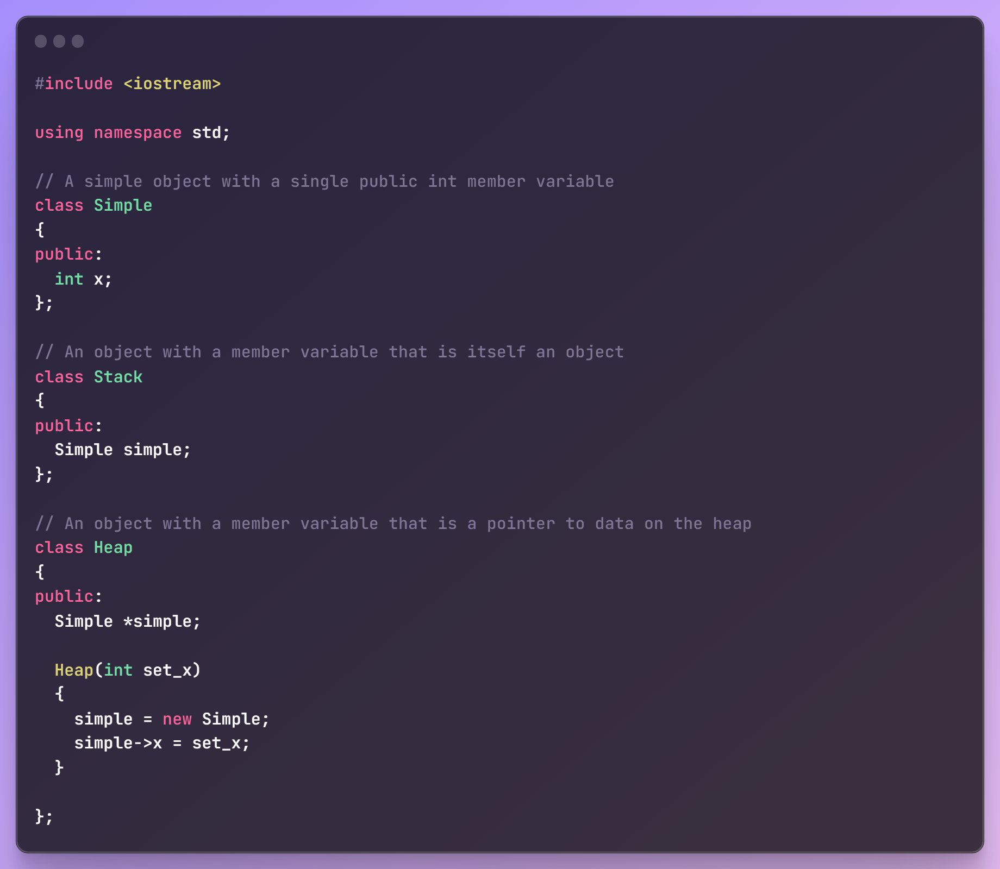 #include <iostream>

using namespace std;

// A simple object with a single public int member variable
class Simple
{
public:
  int x;
};

// An object with a member variable that is itself an object
class Stack
{
public:
  Simple simple;
};

// An object with a member variable that is a pointer to data on the heap
class Heap
{
public:
  Simple *simple;

  Heap(int set_x)
  {
    simple = new Simple;
    simple->x = set_x;
  }

};